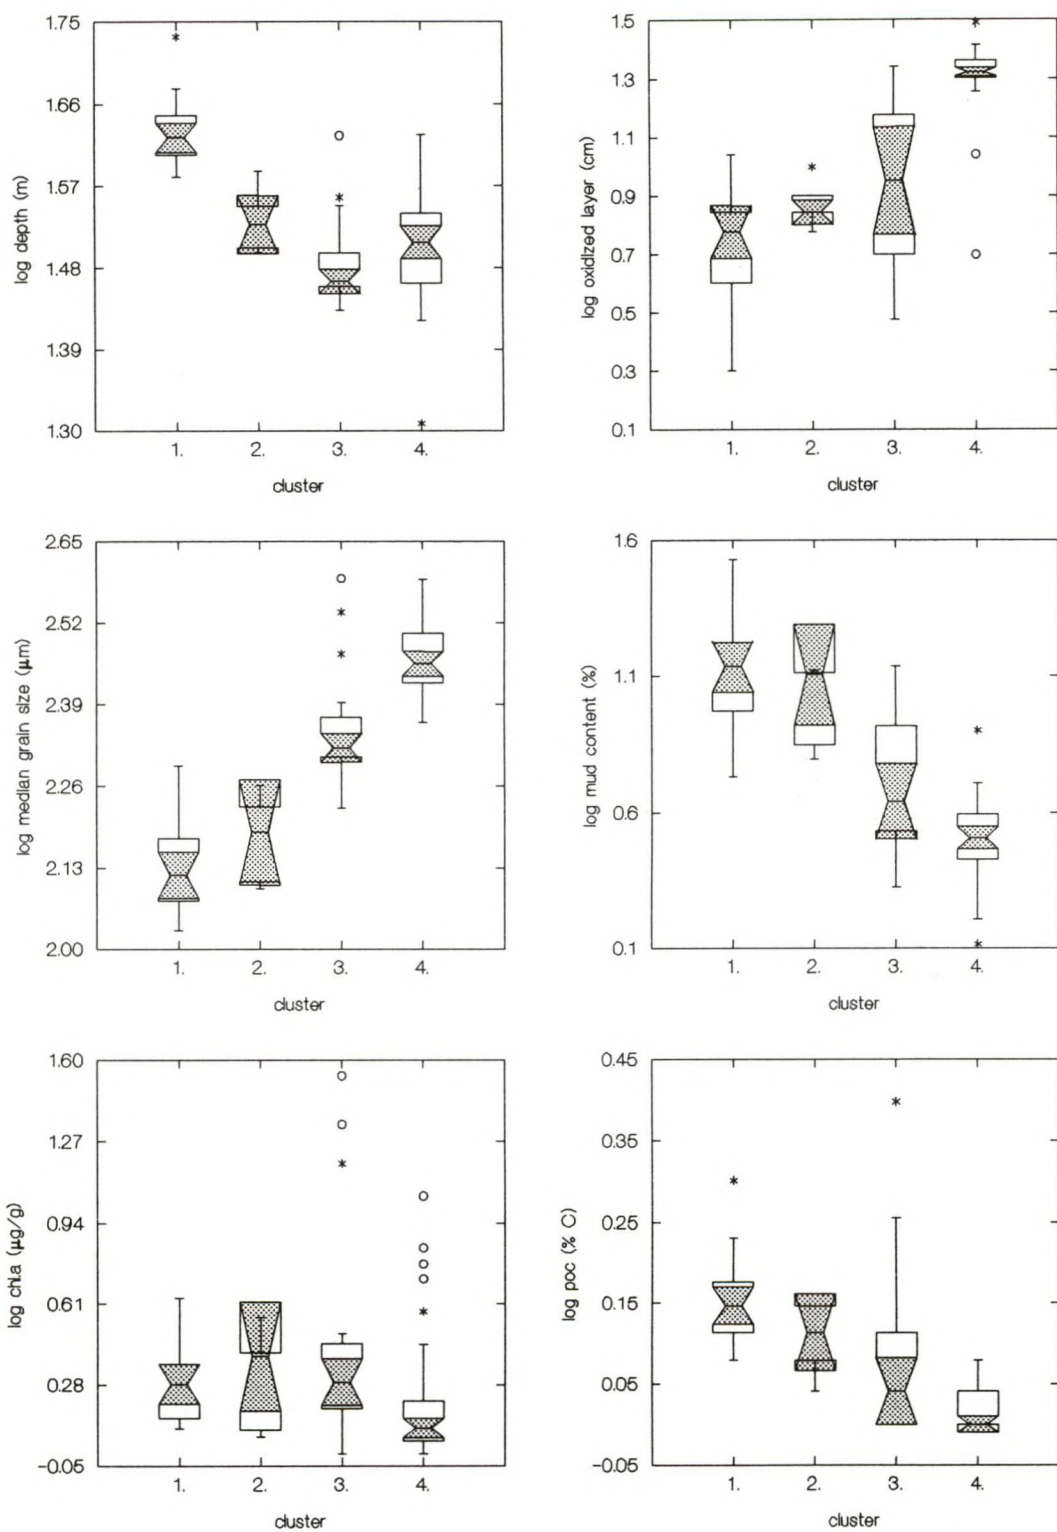 1.75
1.66
1.57
1.48
1.39
1.30
log depth (m)
1. 2. 3. 4.
cluster
1.5
1.3
1.1
0.9
0.7
0.5
0.3
0.1
log oxidized layer (cm)
1. 2. 3. 4.
cluster
2.65
2.52
2.39
2.26
2.13
2.00
log median grain size (μm)
1. 2. 3. 4.
cluster
1.6
1.1
0.6
0.1
log mud content (%)
1. 2. 3. 4.
cluster
1.60
1.27
0.94
0.61
0.28
-0.05
log chl.a (μg/g)
1. 2. 3. 4.
cluster
0.45
0.35
0.25
0.15
0.05
-0.05
log poc (% C)
1. 2. 3. 4.
cluster